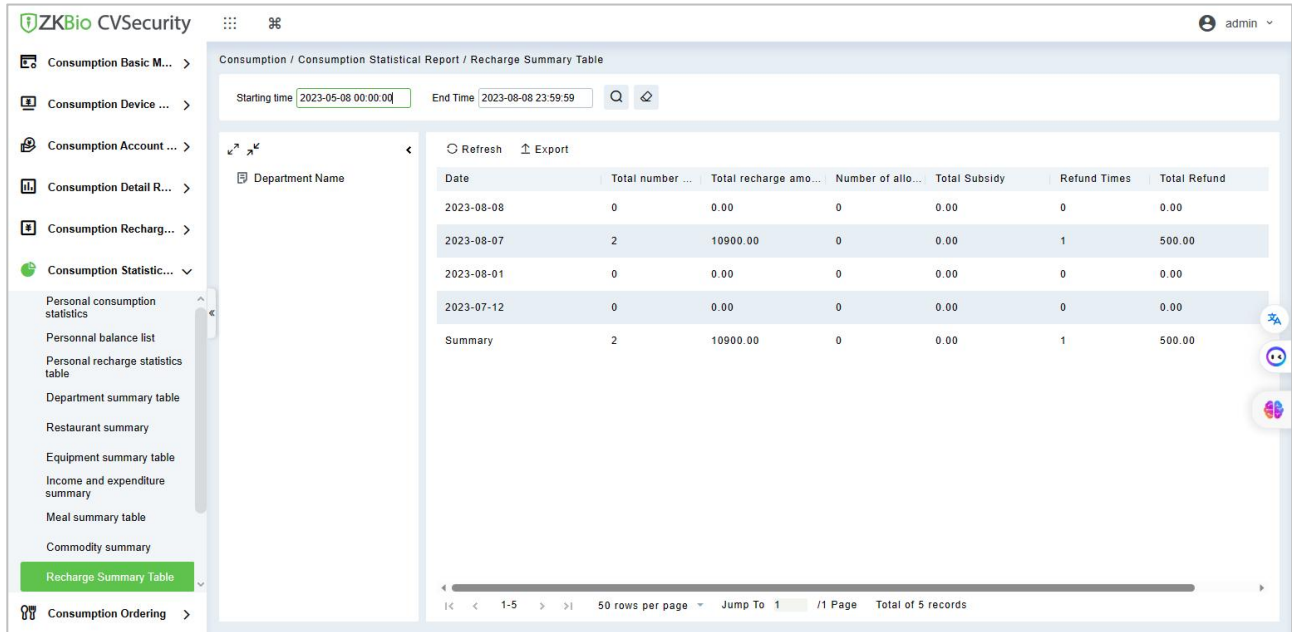 ZKBio CVSecurity
admin
Consumption Basic M...
Consumption Device ...
Consumption Account ...
Consumption Detail R...
Consumption Recharg...
Consumption Statistic...
Personal consumption
statistics
Personnal balance list
Personal recharge statistics
table
Department summary table
Restaurant summary
Equipment summary table
Income and expenditure
summary
Meal summary table
Commodity summary
Recharge Summary Table
Consumption Ordering
Consumption / Consumption Statistical Report / Recharge Summary Table
Starting time 2023-05-08 00:00:00 End Time 2023-08-08 23:59:59
Department Name
Refresh Export
Date Total number ... Total recharge amo... Number of allo... Total Subsidy Refund Times Total Refund
2023-08-08 0 0.00 0 0.00 0 0.00
2023-08-07 2 10900.00 0 0.00 1 500.00
2023-08-01 0 0.00 0 0.00 0 0.00
2023-07-12 0 0.00 0 0.00 0 0.00
Summary 2 10900.00 0 0.00 1 500.00
1-5 50 rows per page Jump To 1 /1 Page Total of 5 records